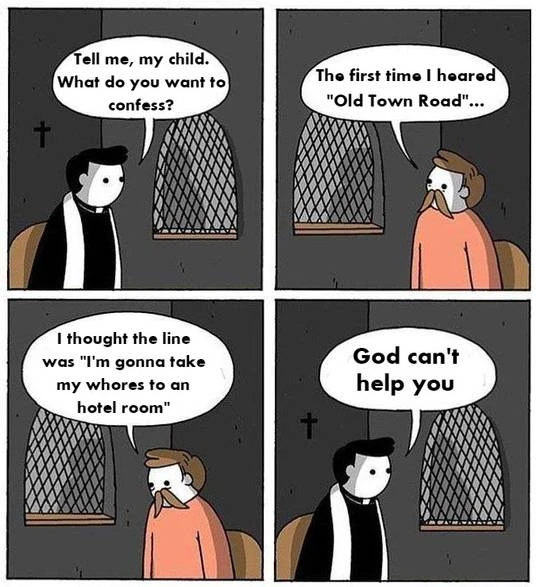 Tell me, my child.
What do you want to
confess?
The first time I heared
"Old Town Road"...
I thought the line
was "I'm gonna take
my whores to an
hotel room"
God can't
help you